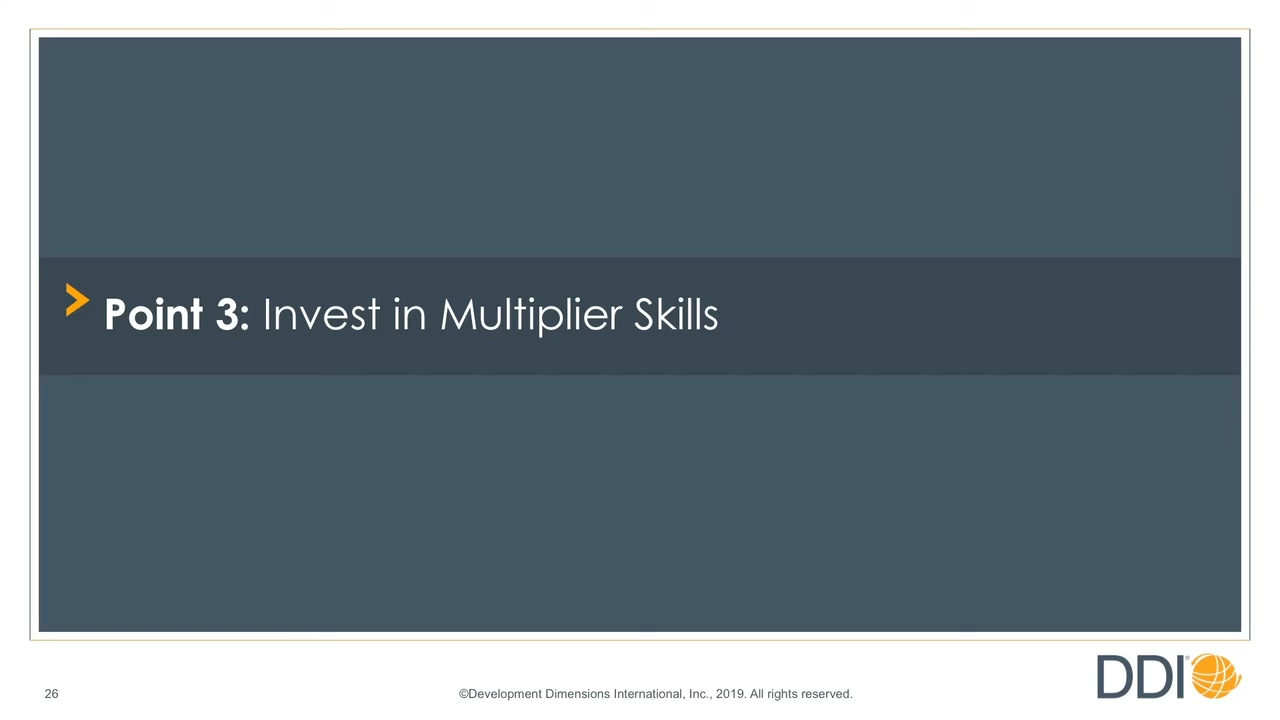 > Point 3: Invest in Multiplier Skills
26
©Development Dimensions International, Inc., 2019. All rights reserved.
DDI®